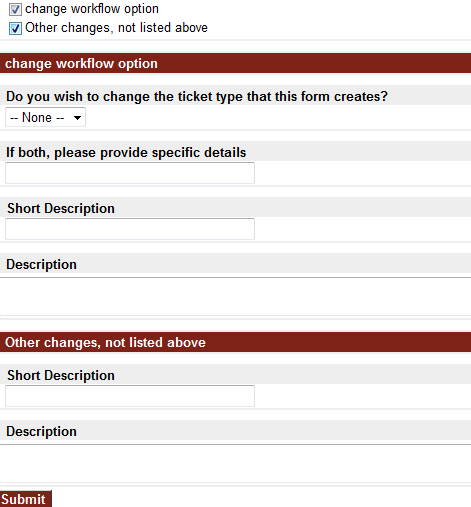 change workflow option
Other changes, not listed above
change workflow option
Do you wish to change the ticket type that this form creates?
-- None --
If both, please provide specific details
Short Description
Description
Other changes, not listed above
Short Description
Description
Submit